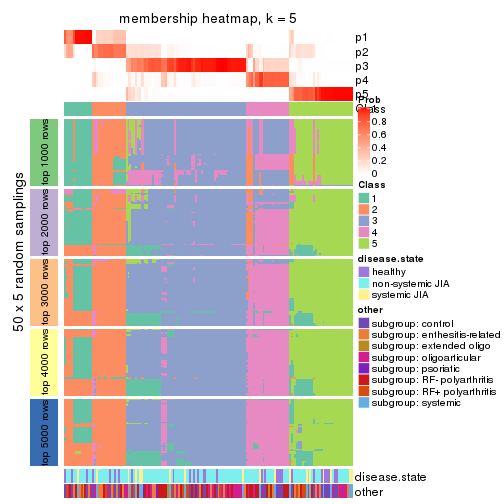 membership heatmap, k = 5
p1
p2
p3
p4
p5
Prob
1
0.8
0.6
0.4
0.2
0
Class
1
2
3
4
5
disease.state
healthy
non-systemic JIA
systemic JIA
other
subgroup: control
subgroup: enthesitis-related
subgroup: extended oligo
subgroup: oligoarticular
subgroup: psoriatic
subgroup: RF- polyarthritis
subgroup: RF+ polyarthritis
subgroup: systemic
50 x 5 random samplings
top 1000 rows
top 2000 rows
top 3000 rows
top 4000 rows
top 5000 rows
disease.state
other